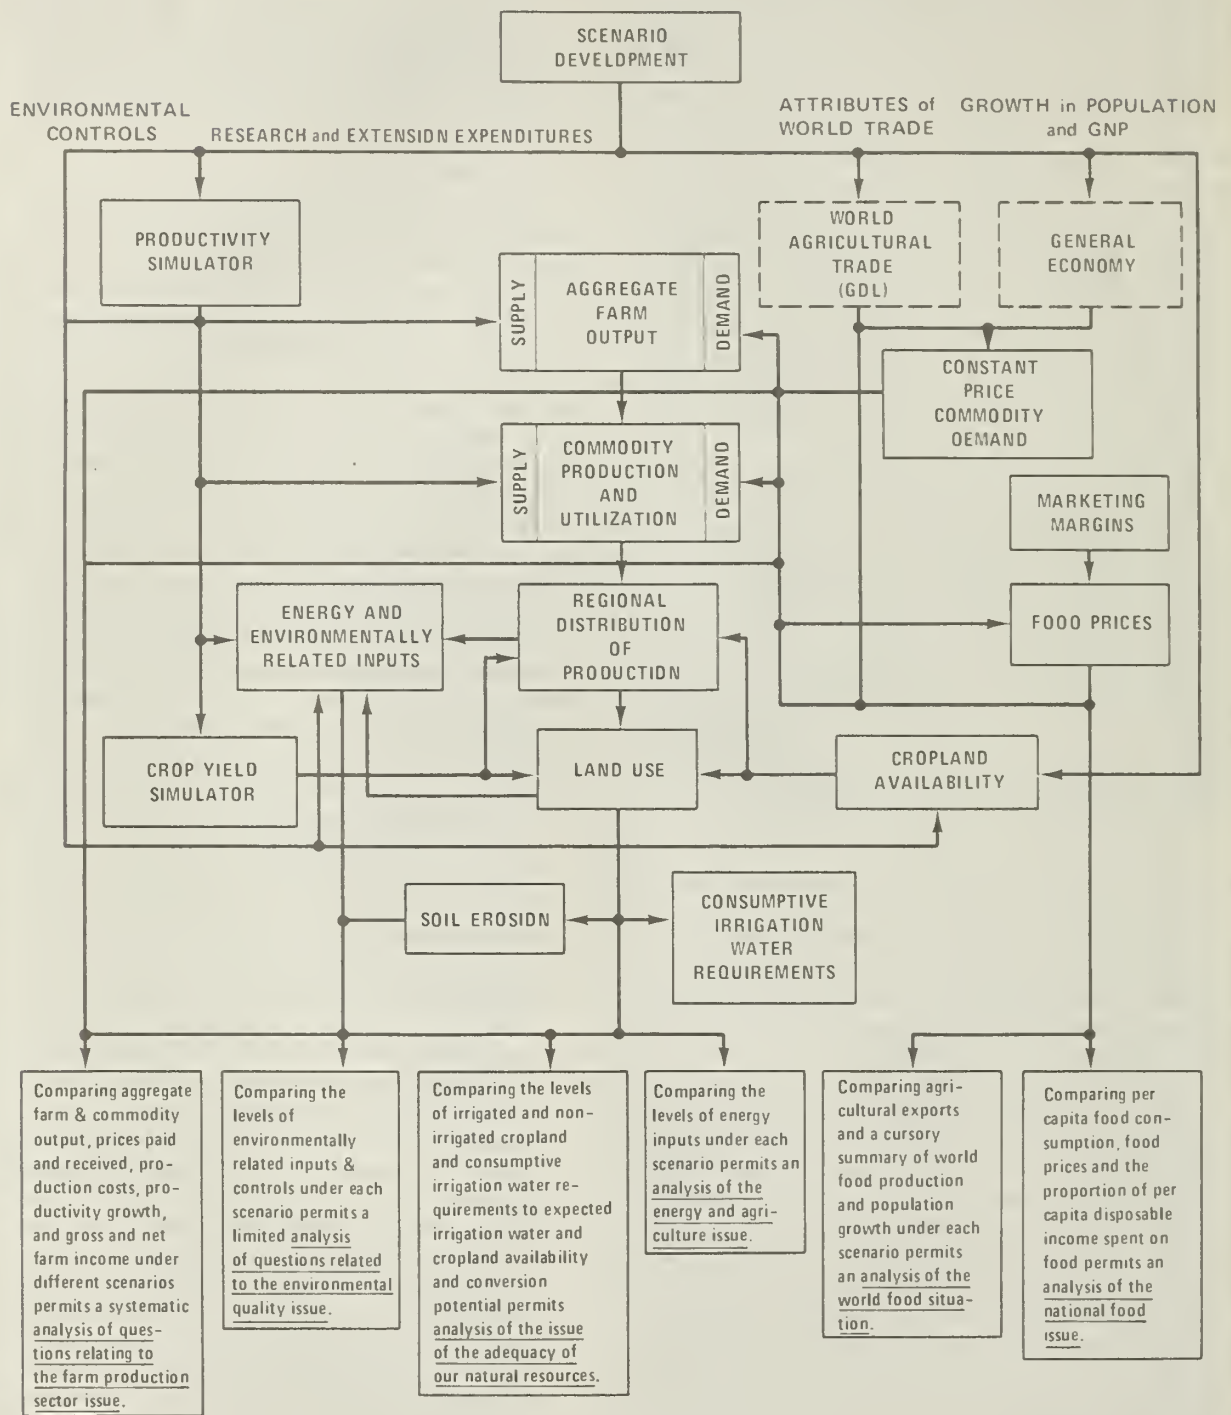 SCENARIO
DEVELDPMENT
ENVIRONMENTAL
CONTROLS
RESEARCH and EXTENSIDN EXPENDITURES
ATTRIBUTES of
WORLD TRADE
GROWTH in POPULATION
and GNP
PRODUCTIVITY
SIMULATOR
WORLD
AGRICULTURAL
TRADE
(GDL)
GENERAL
ECONOMY
SUPPLY
AGGREGATE
FARM
OUTPUT
DEMAND
CONSTANT
PRICE
COMMODITY
OEMAND
SUPPLY
COMMODITY
PRODUCTION
AND
UTILIZATION
DEMAND
MARKETING
MARGINS
ENERGY AND
ENVIRONMENTALLY
RELATED INPUTS
REGIONAL
DISTRIBUTION
OF
PRODUCTION
FOOO PRICES
CROP YIELD
SIMULATOR
LAND USE
CROPLAND
AVAILABILITY
SOIL EROSIDN
CONSUMPTIVE
IRRIGATION
WATER
REQUIREMENTS
Comparing aggregate
farm & commodity
output, prices paid
and received, pro-
duction costs, pro-
ductivity growth,
and gross and net
farm income under
different scenarios
permits a systematic
analysis of ques-
tions relating to
the farm production
sector issue.
Comparing the
levels of
environmentally
related inputs &
controls under each
scenario permits a
limited analysis
of questions related
to the environmental
quality issue.
Comparing the levels
of irrigated and non-
irrigated cropland
and consumptive
irrigation water re-
quirements to expected
irrigation water and
cropland availability
and conversion
potential permits
analysis of the issue
of the adequacy of
our natural resources.
Comparing the
levels of energy
inputs under each
scenario permits an
analysis of the
energy and agri-
culture issue.
Comparing agri-
cultural exports
and a cursory
summary of world
food production
and population
growth under each
scenario permits
an analysis of the
world food situa-
tion.
Comparing per
capita food con-
sumption, food
prices and the
proportion of per
capita disposable
income spent on
food permits an
analysis of the
national food
issue.